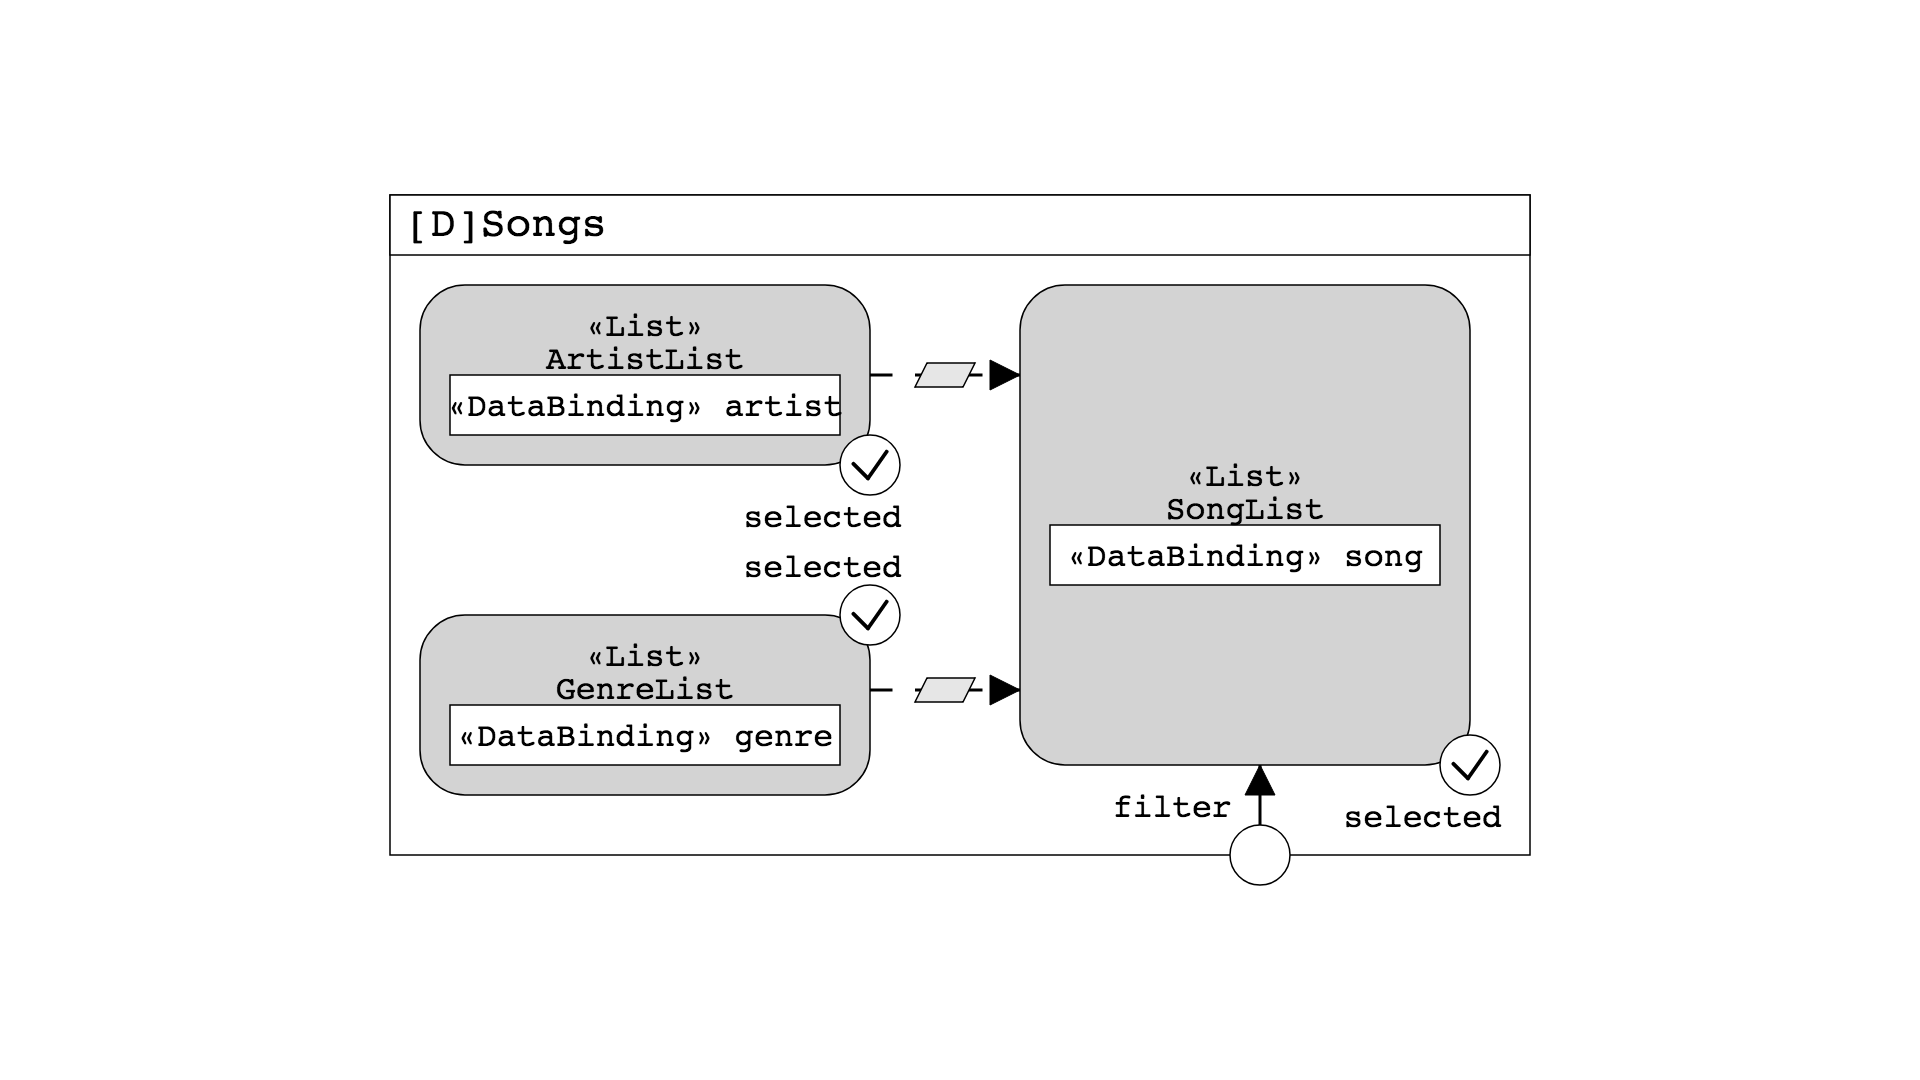 [D]Songs
«List»
ArtistList
«DataBinding» artist
selected
selected
«List»
GenreList
«DataBinding» genre
«List»
SongList
«DataBinding» song
filter
selected